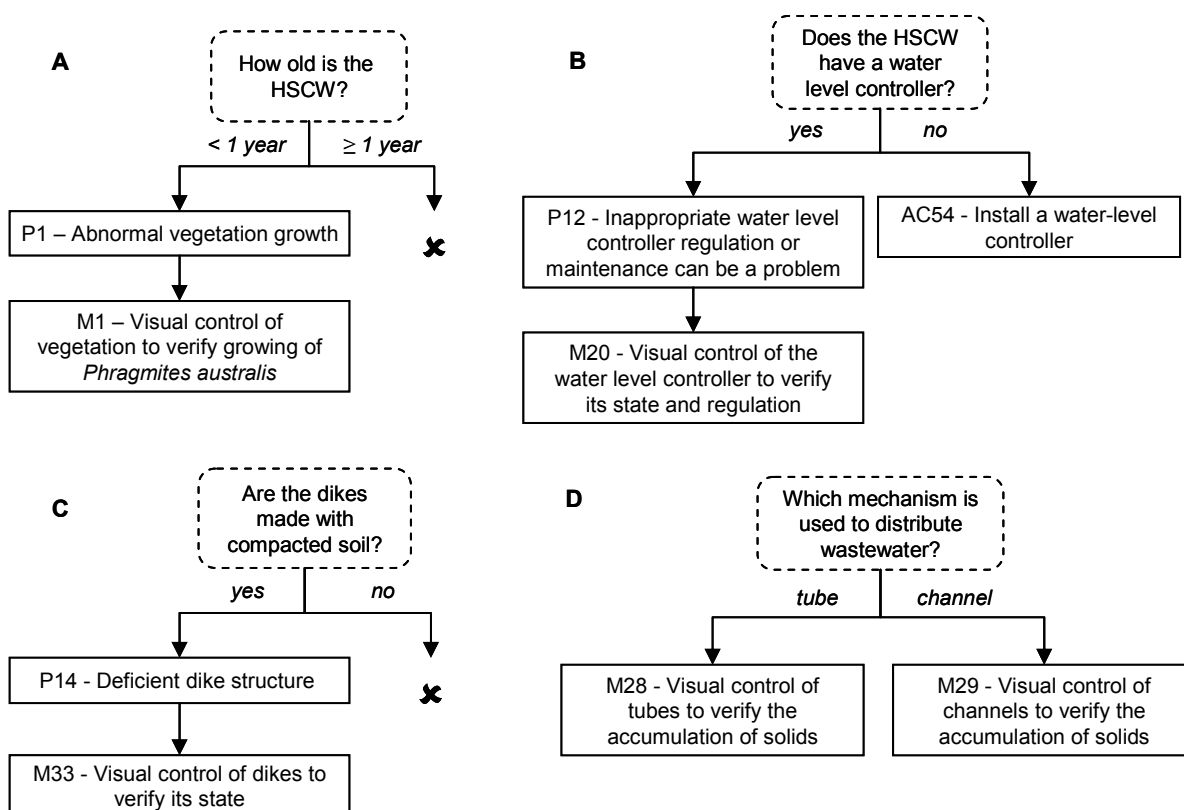 A
How old is the
HSCW?
< 1 year
≥ 1 year
P1 – Abnormal vegetation growth
M1 – Visual control of
vegetation to verify growing of
Phragmites australis
B
Does the HSCW
have a water
level controller?
yes
no
P12 - Inappropriate water level
controller regulation or
maintenance can be a problem
AC54 - Install a water-level
controller
M20 - Visual control of the
water level controller to verify
its state and regulation
C
Are the dikes
made with
compacted soil?
yes
no
P14 - Deficient dike structure
M33 - Visual control of dikes to
verify its state
D
Which mechanism is
used to distribute
wastewater?
tube
channel
M28 - Visual control of
tubes to verify the
accumulation of solids
M29 - Visual control of
channels to verify the
accumulation of solids